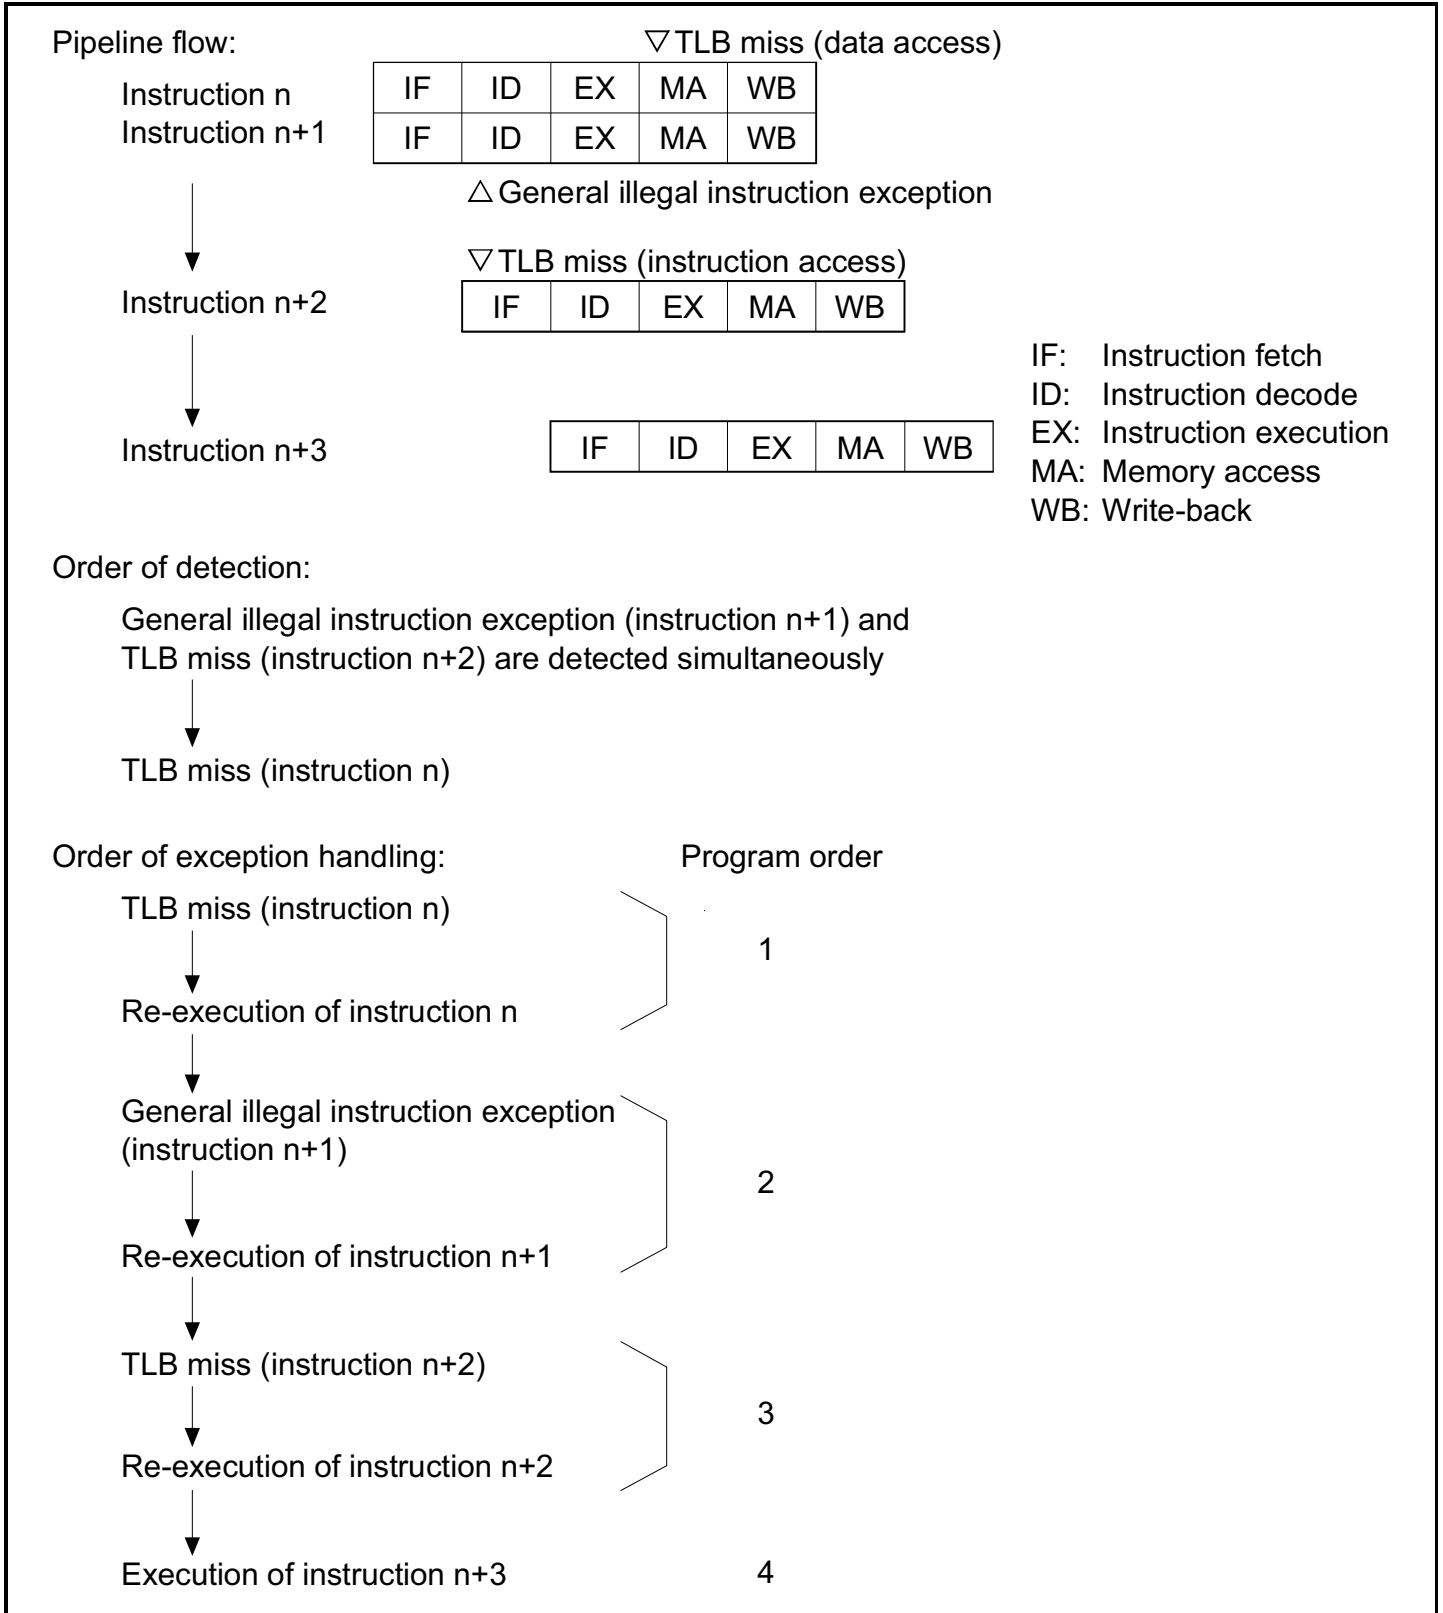 Pipeline flow:
▽ TLB miss (data access)
Instruction n
IF ID EX MA WB
Instruction n+1
IF ID EX MA WB
△ General illegal instruction exception
▽ TLB miss (instruction access)
Instruction n+2
IF ID EX MA WB
Instruction n+3
IF ID EX MA WB
IF: Instruction fetch
ID: Instruction decode
EX: Instruction execution
MA: Memory access
WB: Write-back
Order of detection:
General illegal instruction exception (instruction n+1) and
TLB miss (instruction n+2) are detected simultaneously
TLB miss (instruction n)
Order of exception handling:
Program order
TLB miss (instruction n)
1
Re-execution of instruction n
General illegal instruction exception
(instruction n+1)
2
Re-execution of instruction n+1
TLB miss (instruction n+2)
3
Re-execution of instruction n+2
Execution of instruction n+3
4